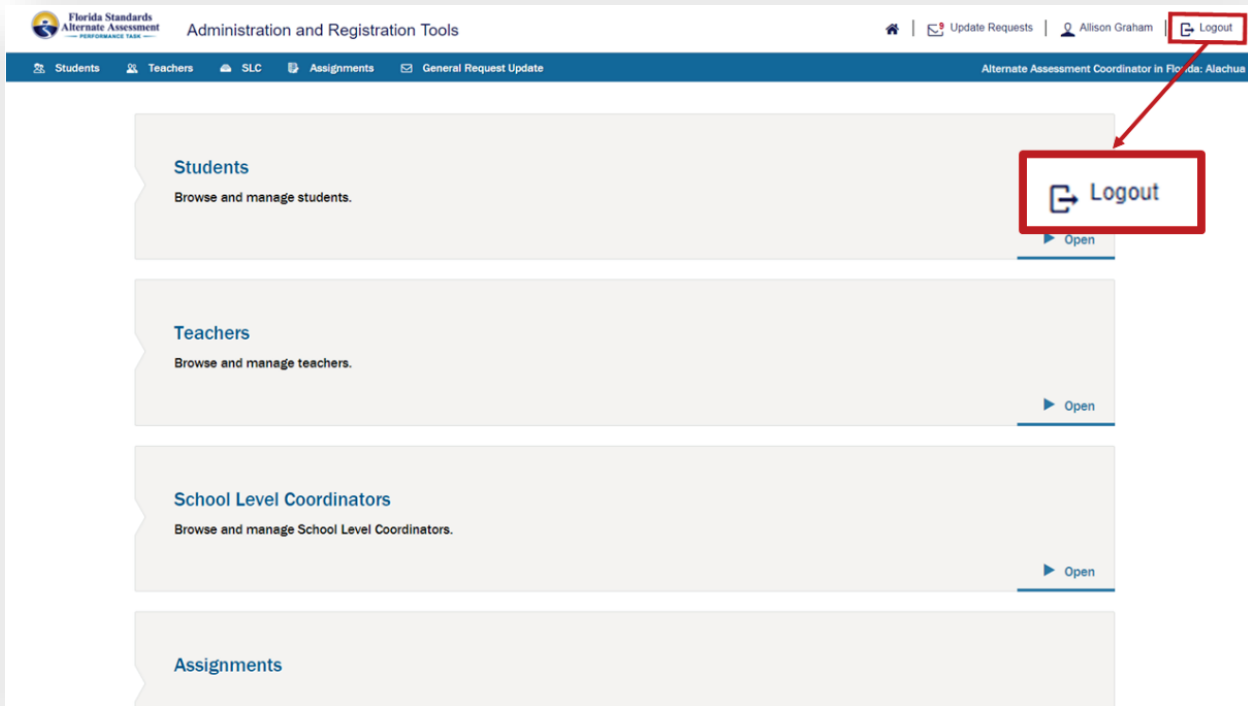 Florida Standards
Alternate Assessment
PERFORMANCE TASK
Administration and Registration Tools
9 Update Requests | Allison Graham | Logout
Students Teachers SLC Assignments General Request Update
Alternate Assessment Coordinator in Florida: Alachua
Students
Browse and manage students.
Logout
Open
Teachers
Browse and manage teachers.
Open
School Level Coordinators
Browse and manage School Level Coordinators.
Open
Assignments